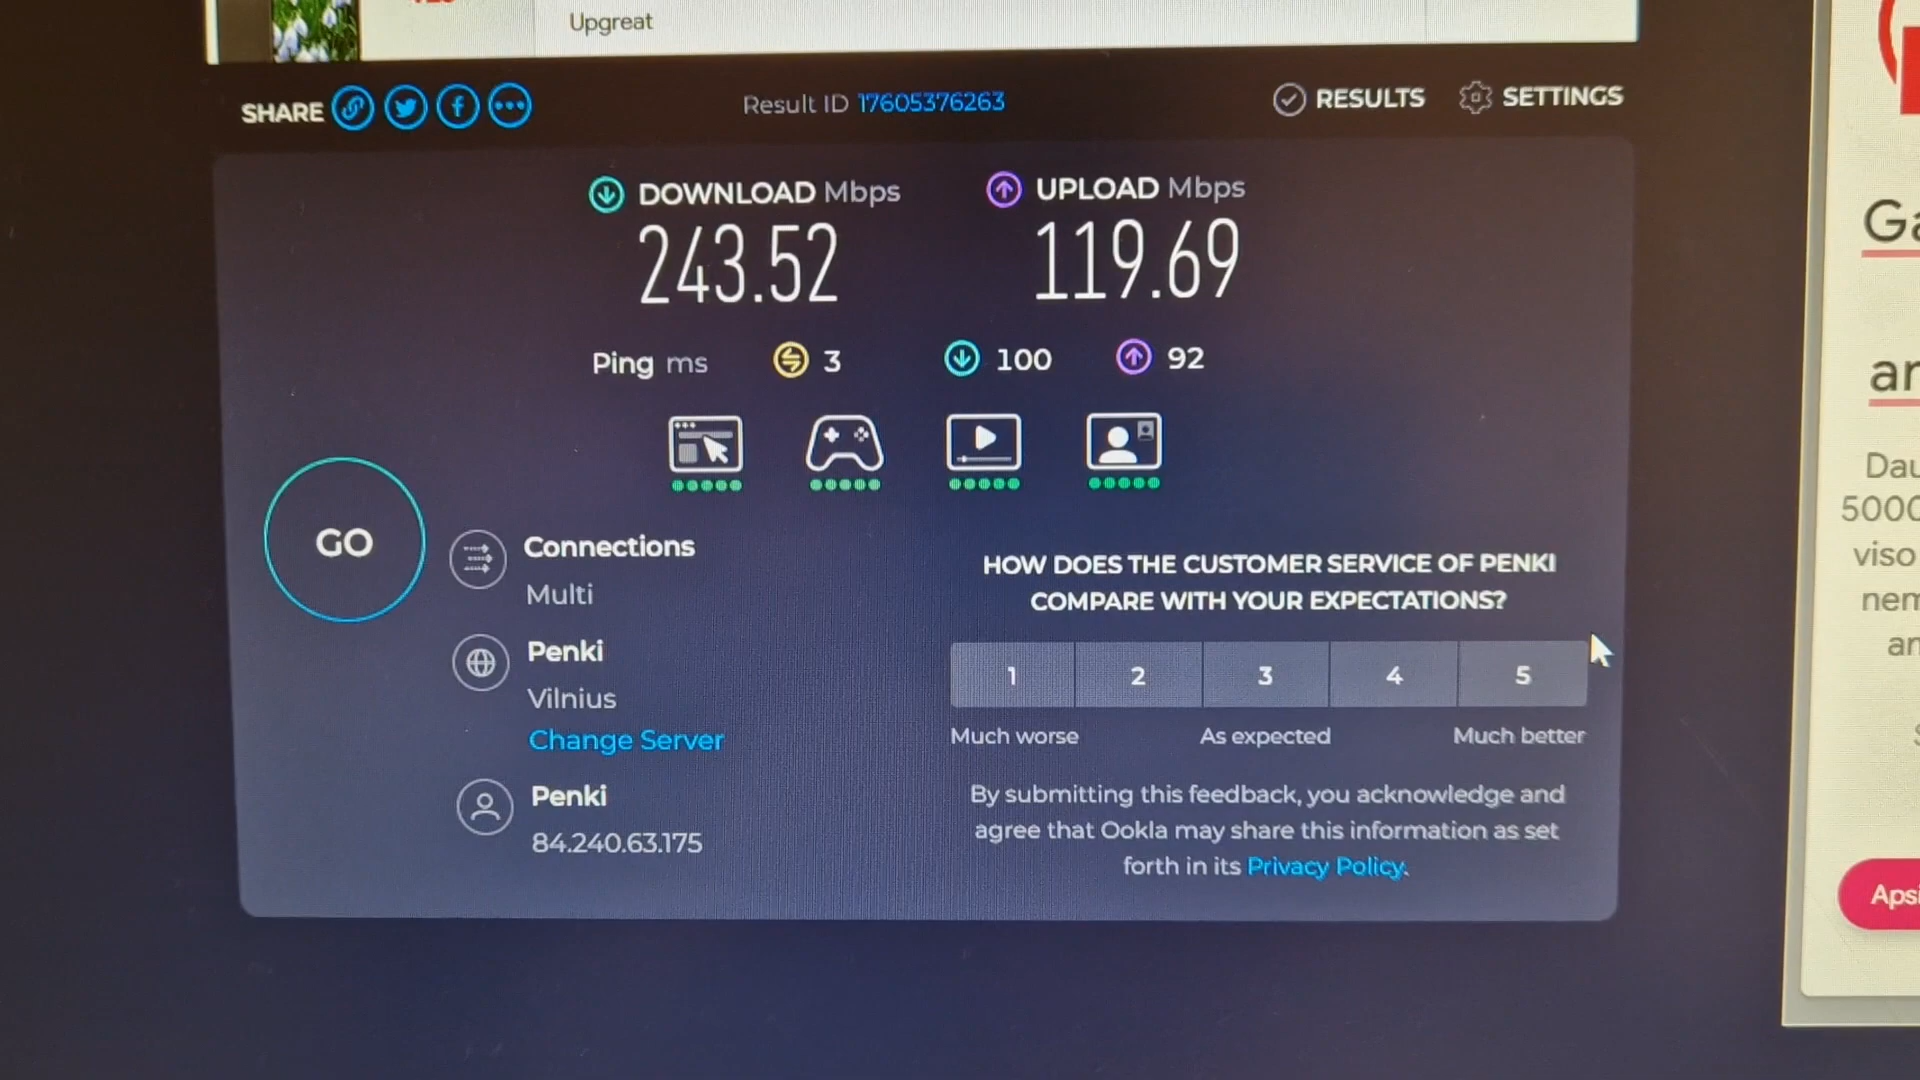 Upgreat
SHARE
Result ID 17605376263
RESULTS
SETTINGS
DOWNLOAD Mbps
243.52
UPLOAD Mbps
119.69
Ping ms 3 100 92
GO
Connections
Multi
Penki
Vilnius
Change Server
Penki
84.240.63.175
HOW DOES THE CUSTOMER SERVICE OF PENKI
COMPARE WITH YOUR EXPECTATIONS?
1 2 3 4 5
Much worse As expected Much better
By submitting this feedback, you acknowledge and
agree that Ookla may share this information as set
forth in its Privacy Policy.
Ga
an
Dau
viso
nem
an
Apsi